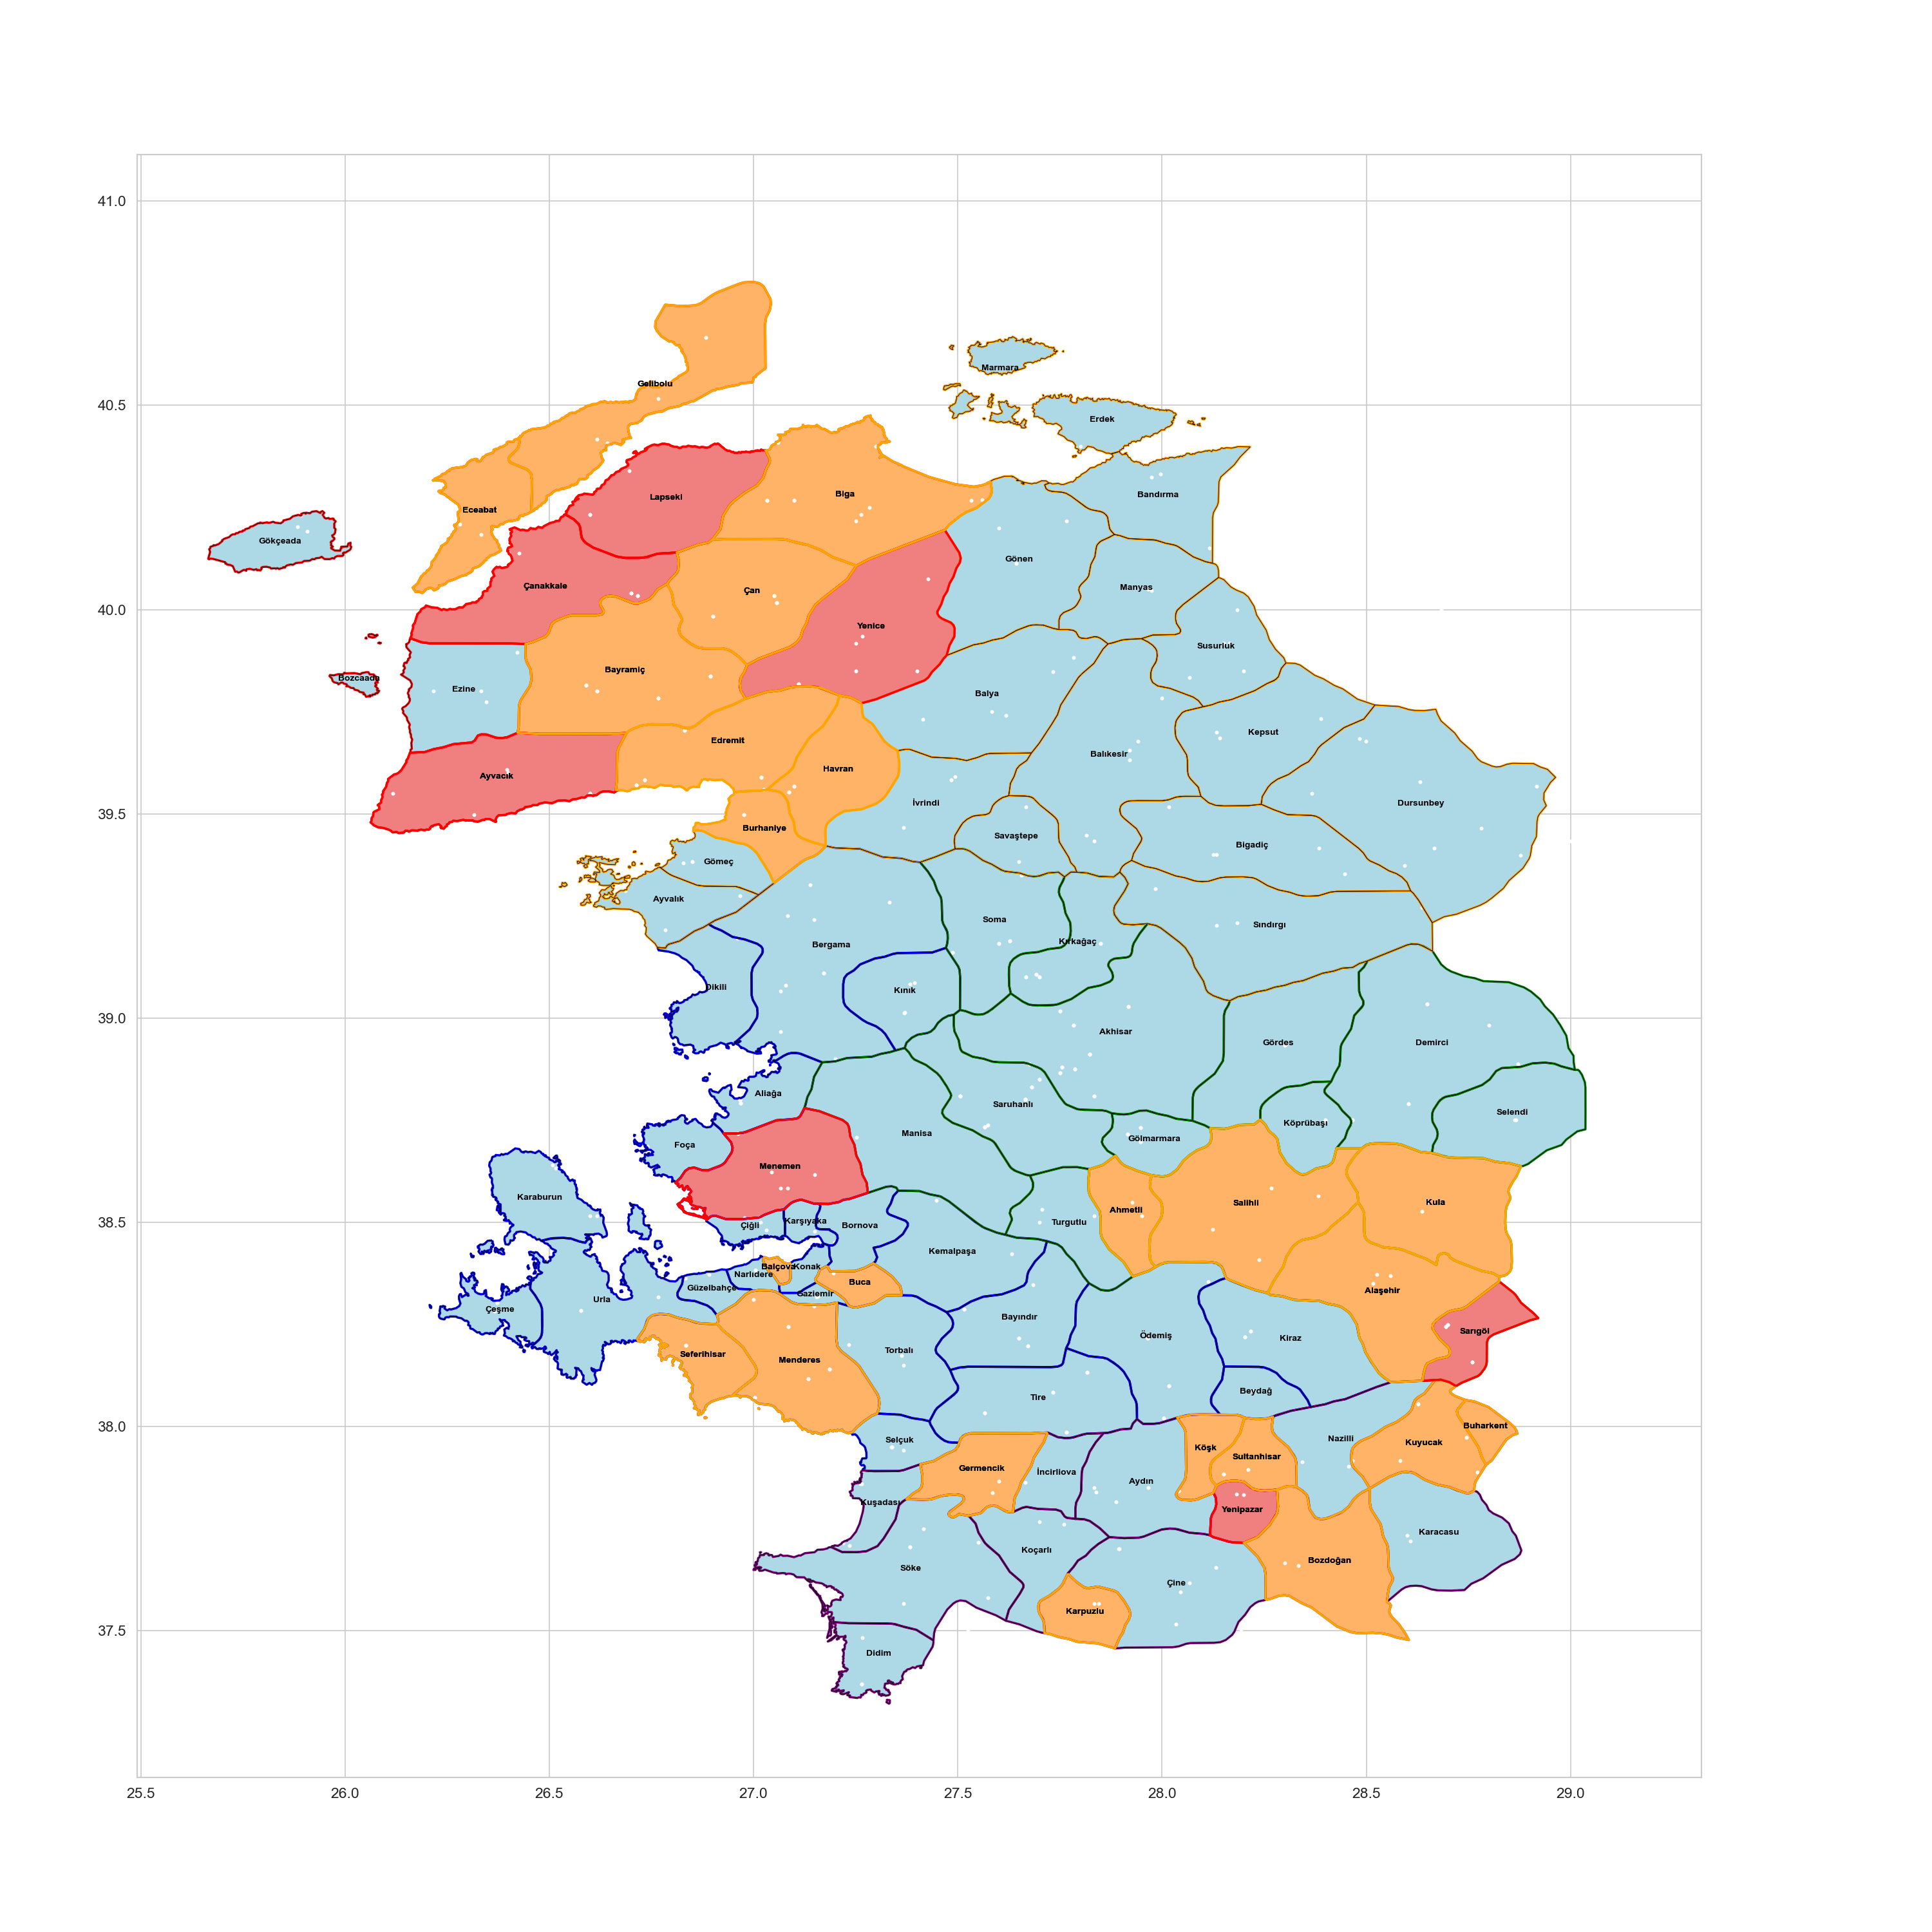 41.0
40.5
40.0
39.5
39.0
38.5
38.0
37.5
25.5 26.0 26.5 27.0 27.5 28.0 28.5 29.0
Gelibolu
Marmara
Erdek
Eceabat
Lapseki
Biga
Bandırma
Gökçeada
Çanakkale
Çan
Gönen
Manyas
Yenice
Susurluk
Bozcaada
Ezine
Bayramiç
Balya
Edremit
Kepsut
Ayvacık
Havran
Balıkesir
İvrindi
Dursunbey
Burhaniye
Savaştepe
Bigadiç
Gömeç
Ayvalık
Soma
Sındırgı
Bergama
Kırkağaç
Dikili
Kınık
Akhisar
Gördes
Demirci
Aliağa
Saruhanlı
Selendi
Köprübaşı
Foça
Manisa
Gölmarmara
Menemen
Karaburun
Salihli
Kula
Ahmetli
Çiğli
Karşıyaka
Bornova
Turgutlu
Kemalpaşa
Narlıdere
Balçova
Konak
Buca
Güzelbahçe
Gaziemir
Urla
Çeşme
Alaşehir
Bayındır
Ödemiş
Kiraz
Sarıgöl
Seferihisar
Menderes
Torbalı
Tire
Beydağ
Selçuk
Köşk
Sultanhisar
Nazilli
Kuyucak
Buharkent
Germencik
İncirliova
Aydın
Kuşadası
Yenipazar
Karacasu
Söke
Koçarlı
Bozdoğan
Çine
Karpuzlu
Didim